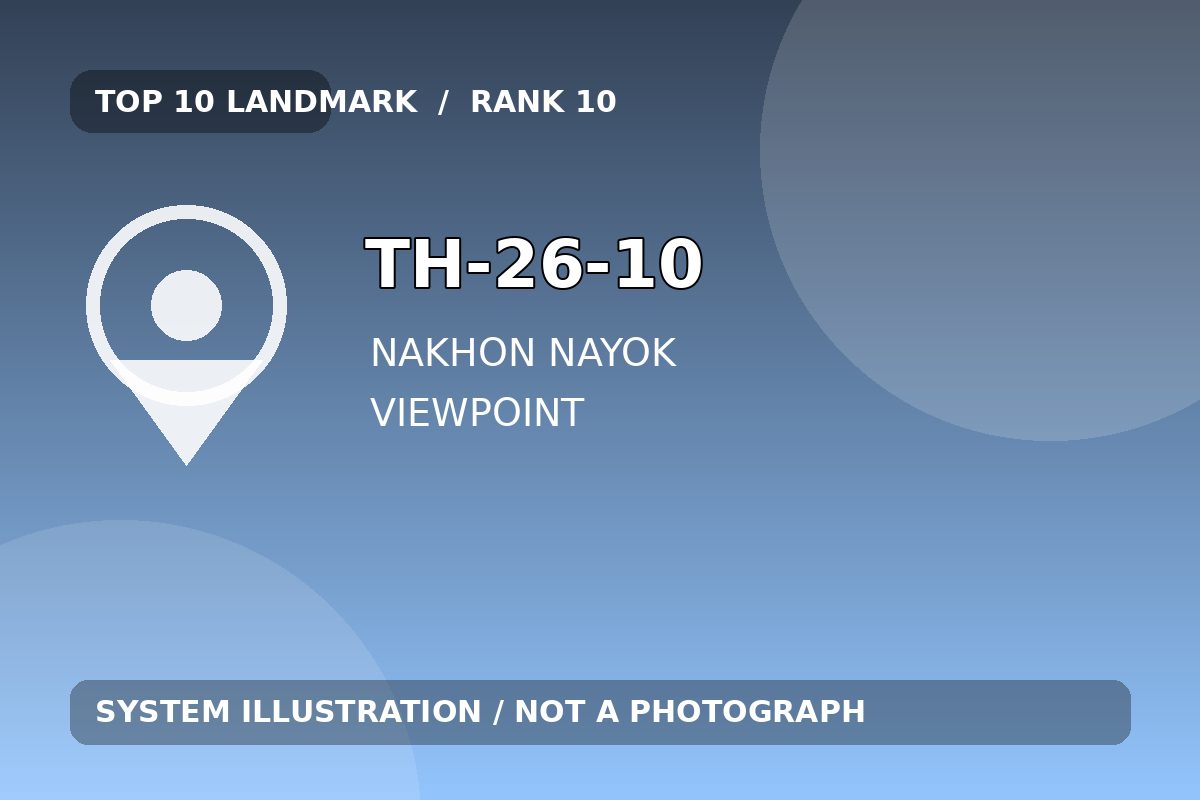 TOP 10 LANDMARK / RANK 10
TH-26-10
NAKHON NAYOK
VIEWPOINT
SYSTEM ILLUSTRATION / NOT A PHOTOGRAPH